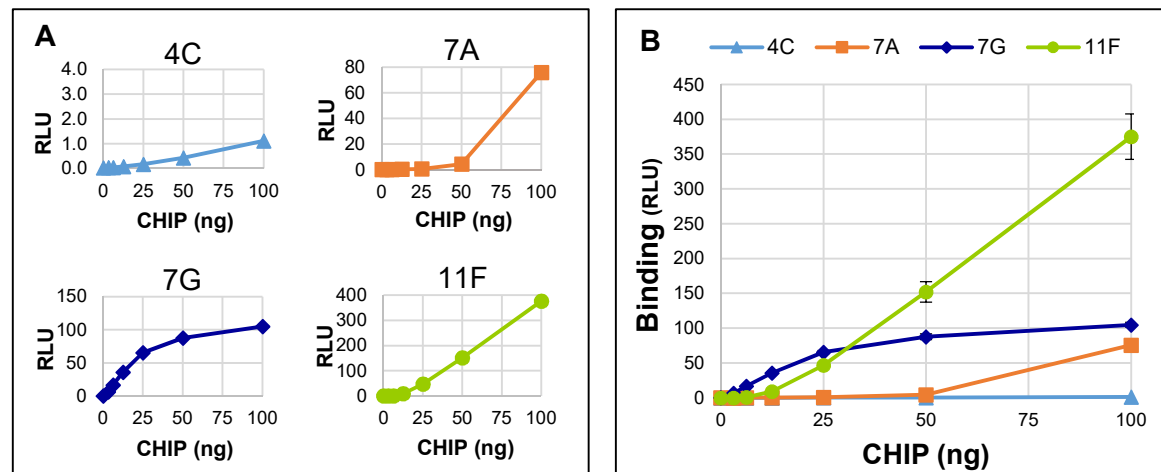 A
4C
4.0
3.0
2.0
1.0
0.0
RLU
0 25 50 75 100
CHIP (ng)
7A
80
60
40
20
0
RLU
0 25 50 75 100
CHIP (ng)
7G
150
100
50
0
RLU
0 25 50 75 100
CHIP (ng)
11F
400
300
200
100
0
RLU
0 25 50 75 100
CHIP (ng)
B
4C 7A 7G 11F
450
400
350
300
250
200
150
100
50
0
Binding (RLU)
0 25 50 75 100
CHIP (ng)